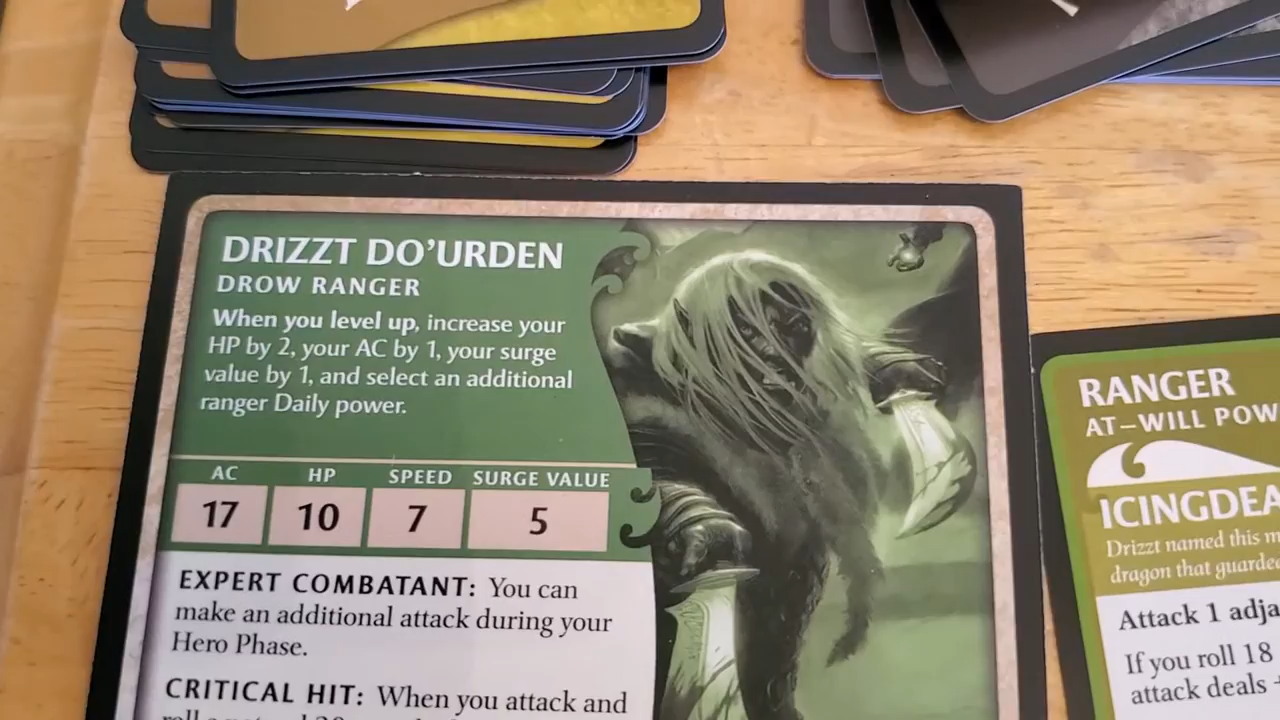 DRIZZT DO'URDEN
DROW RANGER
When you level up, increase your
HP by 2, your AC by 1, your surge
value by 1, and select an additional
ranger Daily power.
AC HP SPEED SURGE VALUE
17 10 7 5
EXPERT COMBATANT: You can
make an additional attack during your
Hero Phase.
CRITICAL HIT: When you attack and
RANGER
AT-WILL POW
ICINGDEA
Drizzt named this
dragon that guarded
Attack 1 adja
If you roll 18
attack deals